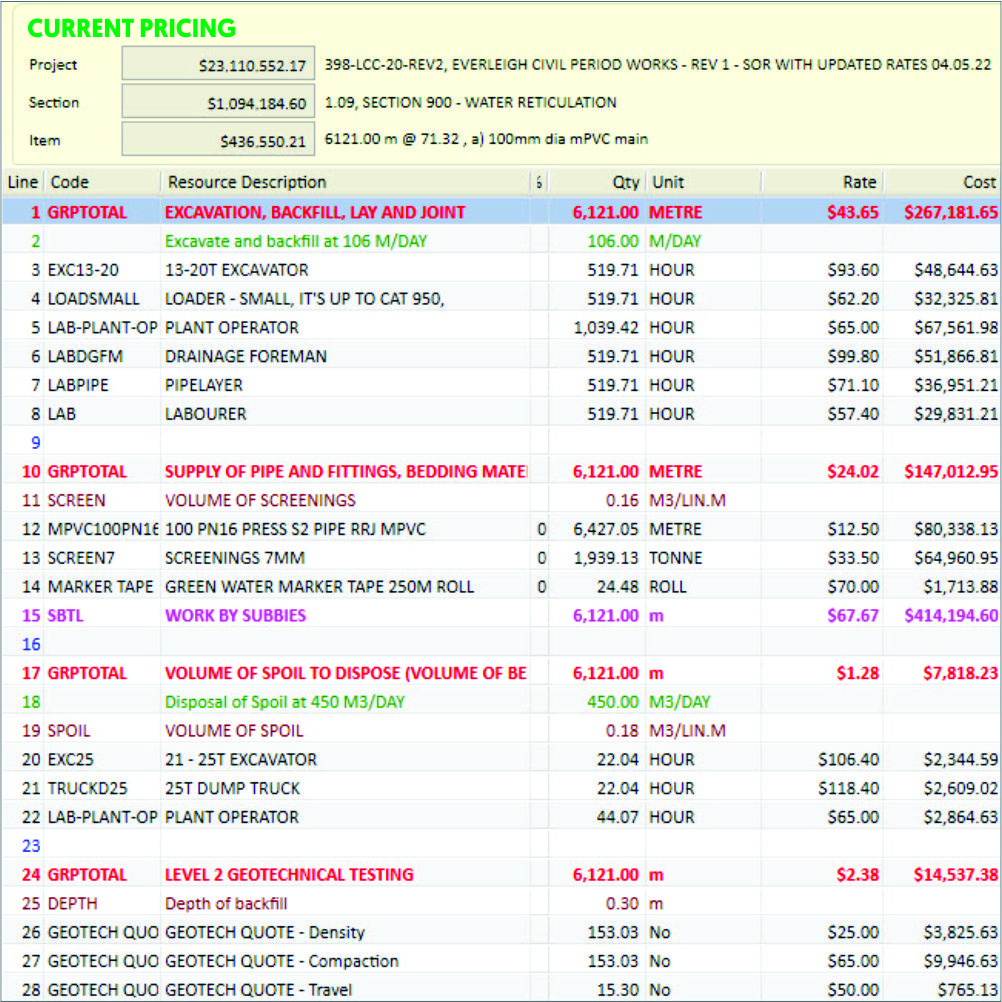 CURRENT PRICING
Project $23,110,552.17 398-LCC-20-REV2, EVERLEIGH CIVIL PERIOD WORKS - REV 1 - SOR WITH UPDATED RATES 04.05.22
Section $1,094,184.60 1.09, SECTION 900 - WATER RETICULATION
Item $436,550.21 6121.00 m @ 71.32 , a) 100mm dia mPVC main
Line Code Resource Description Qty Unit Rate Cost
1 GRPTOTAL EXCAVATION, BACKFILL, LAY AND JOINT 6,121.00 METRE $43.65 $267,181.65
2 Excavate and backfill at 106 M/DAY 106.00 M/DAY
3 EXC13-20 13-20T EXCAVATOR 519.71 HOUR $93.60 $48,644.63
4 LOADSMALL LOADER - SMALL, IT'S UP TO CAT 950, 519.71 HOUR $62.20 $32,325.81
5 LAB-PLANT-OP PLANT OPERATOR 1,039.42 HOUR $65.00 $67,561.98
6 LABDGFM DRAINAGE FOREMAN 519.71 HOUR $99.80 $51,866.81
7 LABPIPE PIPELAYER 519.71 HOUR $71.10 $36,951.21
8 LAB LABOURER 519.71 HOUR $57.40 $29,831.21
9
10 GRPTOTAL SUPPLY OF PIPE AND FITTINGS, BEDDING MATE 6,121.00 METRE $24.02 $147,012.95
11 SCREEN VOLUME OF SCREENINGS 0.16 M3/LIN.M
12 MPVC100PN16 100 PN16 PRESS S2 PIPE RRJ MPVC 0 6,427.05 METRE $12.50 $80,338.13
13 SCREEN7 SCREENINGS 7MM 0 1,939.13 TONNE $33.50 $64,960.95
14 MARKER TAPE GREEN WATER MARKER TAPE 250M ROLL 0 24.48 ROLL $70.00 $1,713.88
15 SBTL WORK BY SUBBIES 6,121.00 m $67.67 $414,194.60
16
17 GRPTOTAL VOLUME OF SPOIL TO DISPOSE (VOLUME OF BE 6,121.00 m $1.28 $7,818.23
18 Disposal of Spoil at 450 M3/DAY 450.00 M3/DAY
19 SPOIL VOLUME OF SPOIL 0.18 M3/LIN.M
20 EXC25 21 - 25T EXCAVATOR 22.04 HOUR $106.40 $2,344.59
21 TRUCKD25 25T DUMP TRUCK 22.04 HOUR $118.40 $2,609.02
22 LAB-PLANT-OP PLANT OPERATOR 44.07 HOUR $65.00 $2,864.63
23
24 GRPTOTAL LEVEL 2 GEOTECHNICAL TESTING 6,121.00 m $2.38 $14,537.38
25 DEPTH Depth of backfill 0.30 m
26 GEOTECH QUO GEOTECH QUOTE - Density 153.03 No $25.00 $3,825.63
27 GEOTECH QUO GEOTECH QUOTE - Compaction 153.03 No $65.00 $9,946.63
28 GEOTECH QUO GEOTECH QUOTE - Travel 15.30 No $50.00 $765.13